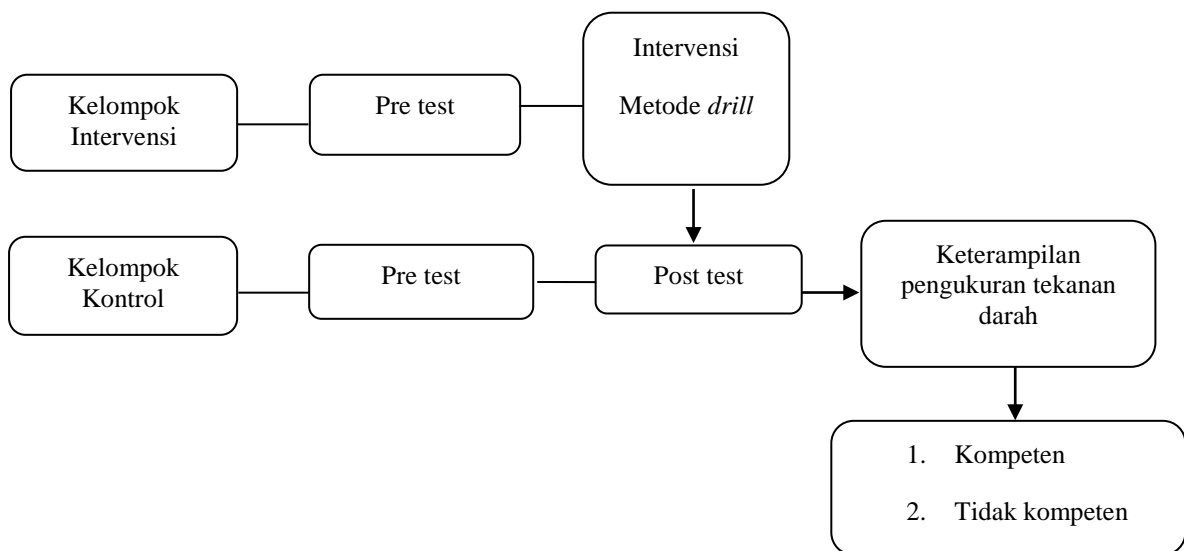 Kelompok
Intervensi
Pre test
Intervensi
Metode drill
Kelompok
Kontrol
Pre test
Post test
Keterampilan
pengukuran tekanan
darah
1. Kompeten
2. Tidak kompeten